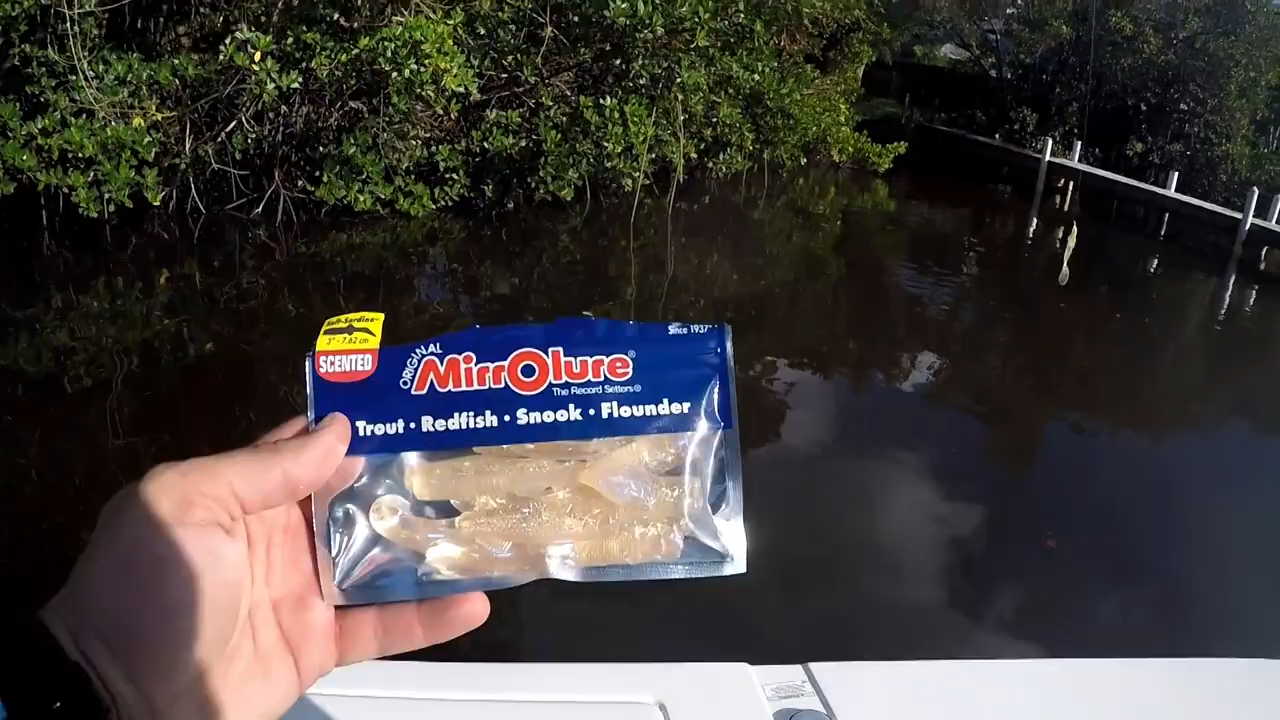 3" - 7.62 cm
SCENTED
Since 1937
ORIGINAL
MirrOlure®
The Record Setters®
Trout • Redfish • Snook • Flounder